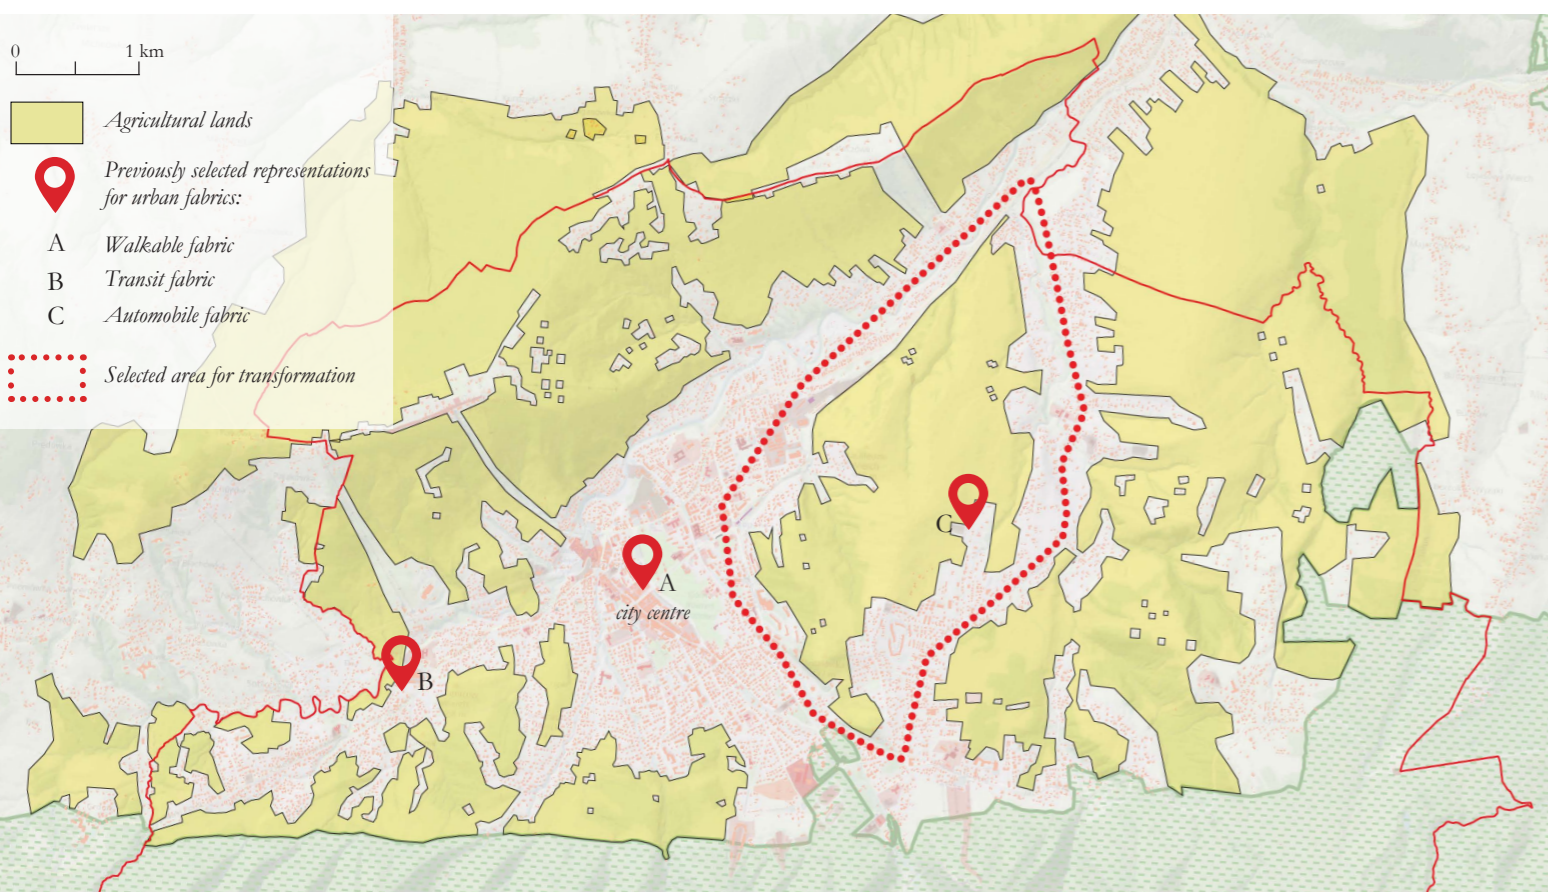 0 1 km
Agricultural lands
Previously selected representations
for urban fabrics:
A Walkable fabric
B Transit fabric
C Automobile fabric
Selected area for transformation
C
A
city centre
B